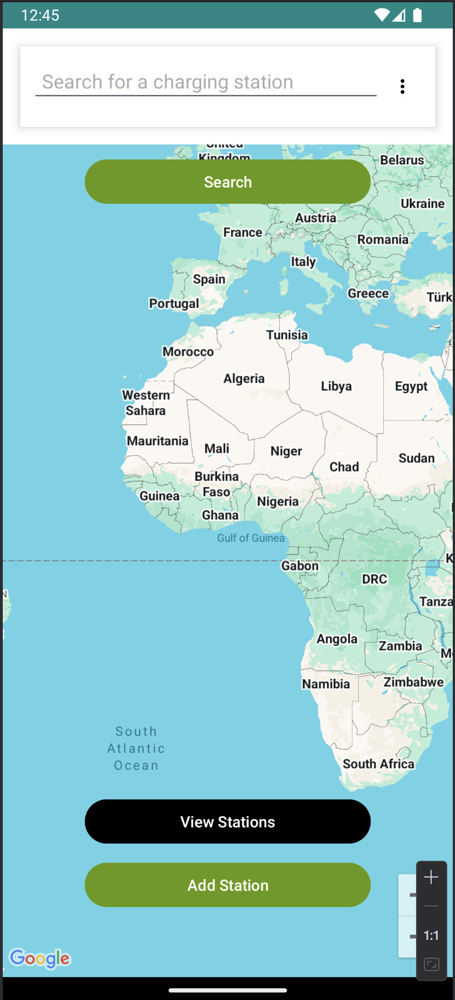 12:45
Search for a charging station
United
Kingdom
Belarus
Search
Ukraine
Austria
France
Romania
Italy
Spain
Greece
Türk
Portugal
Tunisia
Morocco
Algeria
Libya
Egypt
Western
Sahara
Mauritania
Mali
Niger
Sudan
Chad
Burkina
Faso
Guinea
Nigeria
Ghana
Gulf of Guinea
K
Gabon
DRC
N
Tanza
Angola
Zambia
M
Namibia
Zimbabwe
South
Atlantic
Ocean
South Africa
View Stations
Add Station
1:1
Google